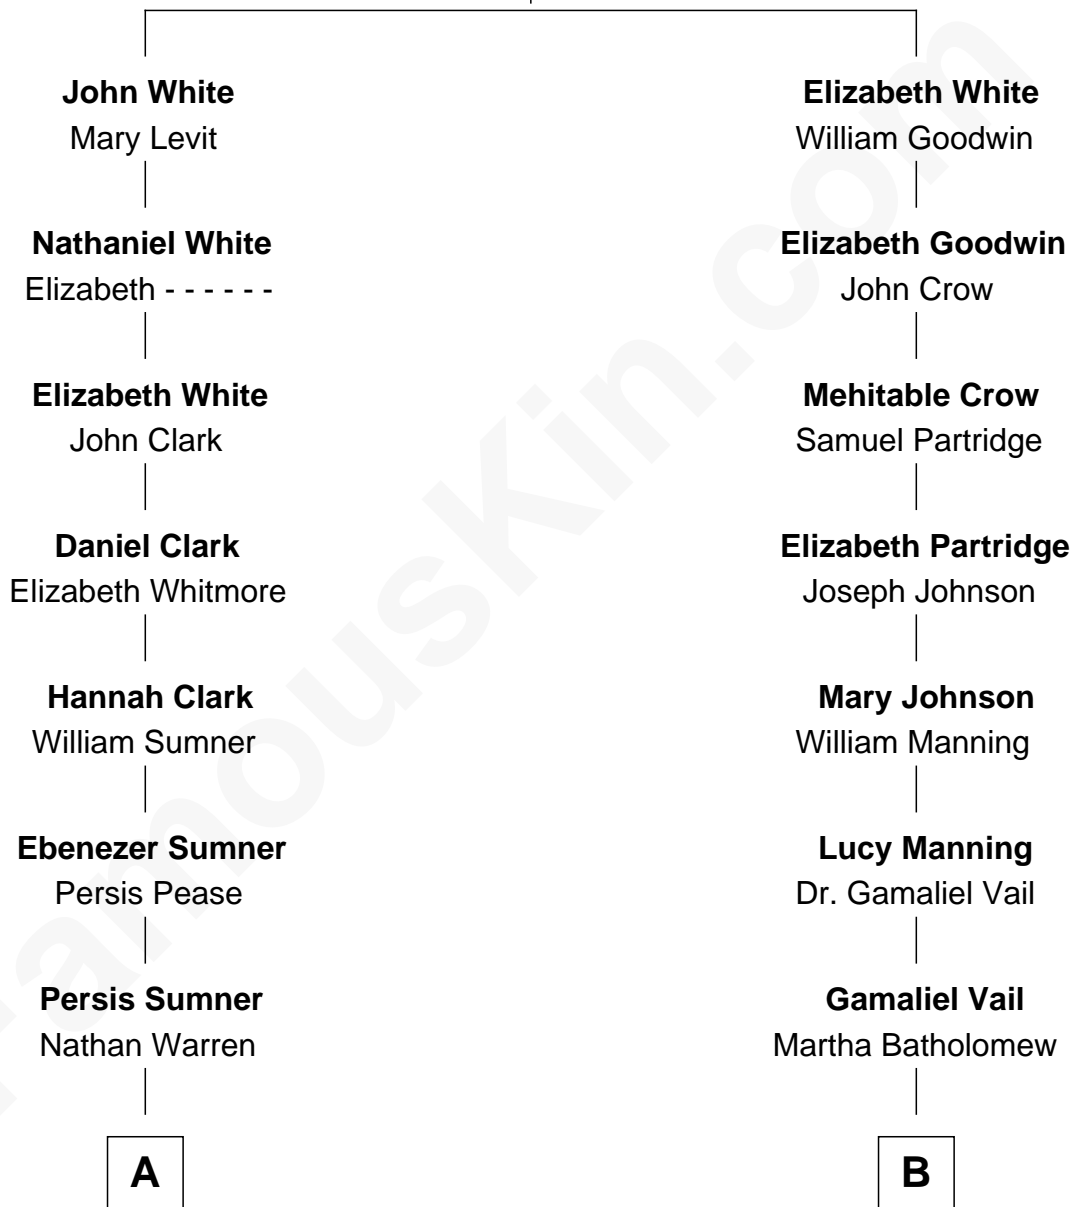 John White
Mary Levit
Nathaniel White
Elizabeth - - - - - -
Elizabeth White
John Clark
Daniel Clark
Elizabeth Whitmore
Hannah Clark
William Sumner
Ebenezer Sumner
Persis Pease
Persis Sumner
Nathan Warren
A
Elizabeth White
William Goodwin
Elizabeth Goodwin
John Crow
Mehitable Crow
Samuel Partridge
Elizabeth Partridge
Joseph Johnson
Mary Johnson
William Manning
Lucy Manning
Dr. Gamaliel Vail
Gamaliel Vail
Martha Batholomew
B
FamousKin.com